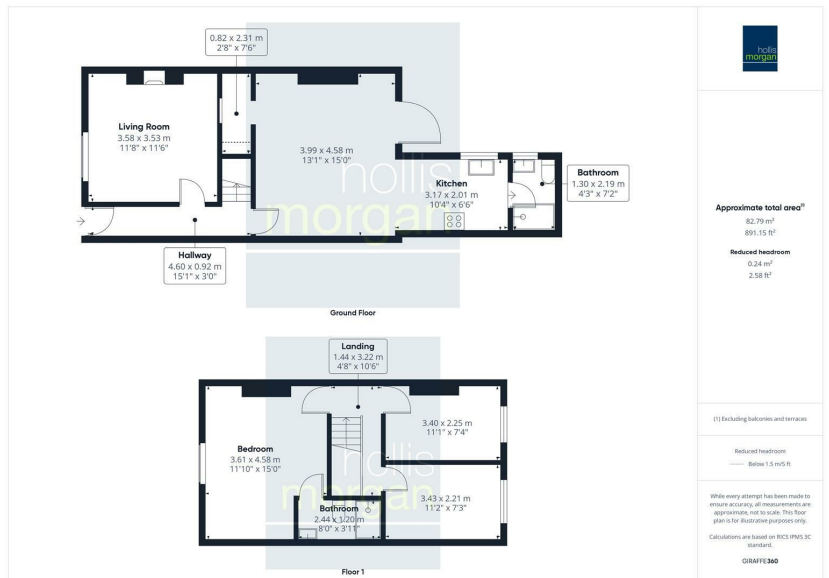 0.82 x 2.31 m
2'8" x 7'6"
Living Room
3.58 x 3.53 m
11'8" x 11'6"
3.99 x 4.58 m
13'1" x 15'0"
Kitchen
3.17 x 2.01 m
10'4" x 6'6"
Bathroom
1.30 x 2.19 m
4'3" x 7'2"
Hallway
4.60 x 0.92 m
15'1" x 3'0"
hollis
morgan
Ground Floor
Landing
1.44 x 3.22 m
4'8" x 10'6"
Bedroom
3.61 x 4.58 m
11'10" x 15'0"
3.40 x 2.25 m
11'1" x 7'4"
3.43 x 2.21 m
11'2" x 7'3"
Bathroom
2.44 x 1.20 m
8'0" x 3'11"
hollis
morgan
Floor 1
hollis
morgan
Approximate total area(1)
82.79 m²
891.15 ft²
Reduced headroom
0.24 m²
2.58 ft²
(1) Excluding balconies and terraces
Reduced headroom
Below 1.5 m/5 ft
While every attempt has been made to
ensure accuracy, all measurements are
approximate, not to scale. This floor
plan is for illustrative purposes only.
Calculations are based on RICS IPMS 3C
standard.
GIRAFFE360